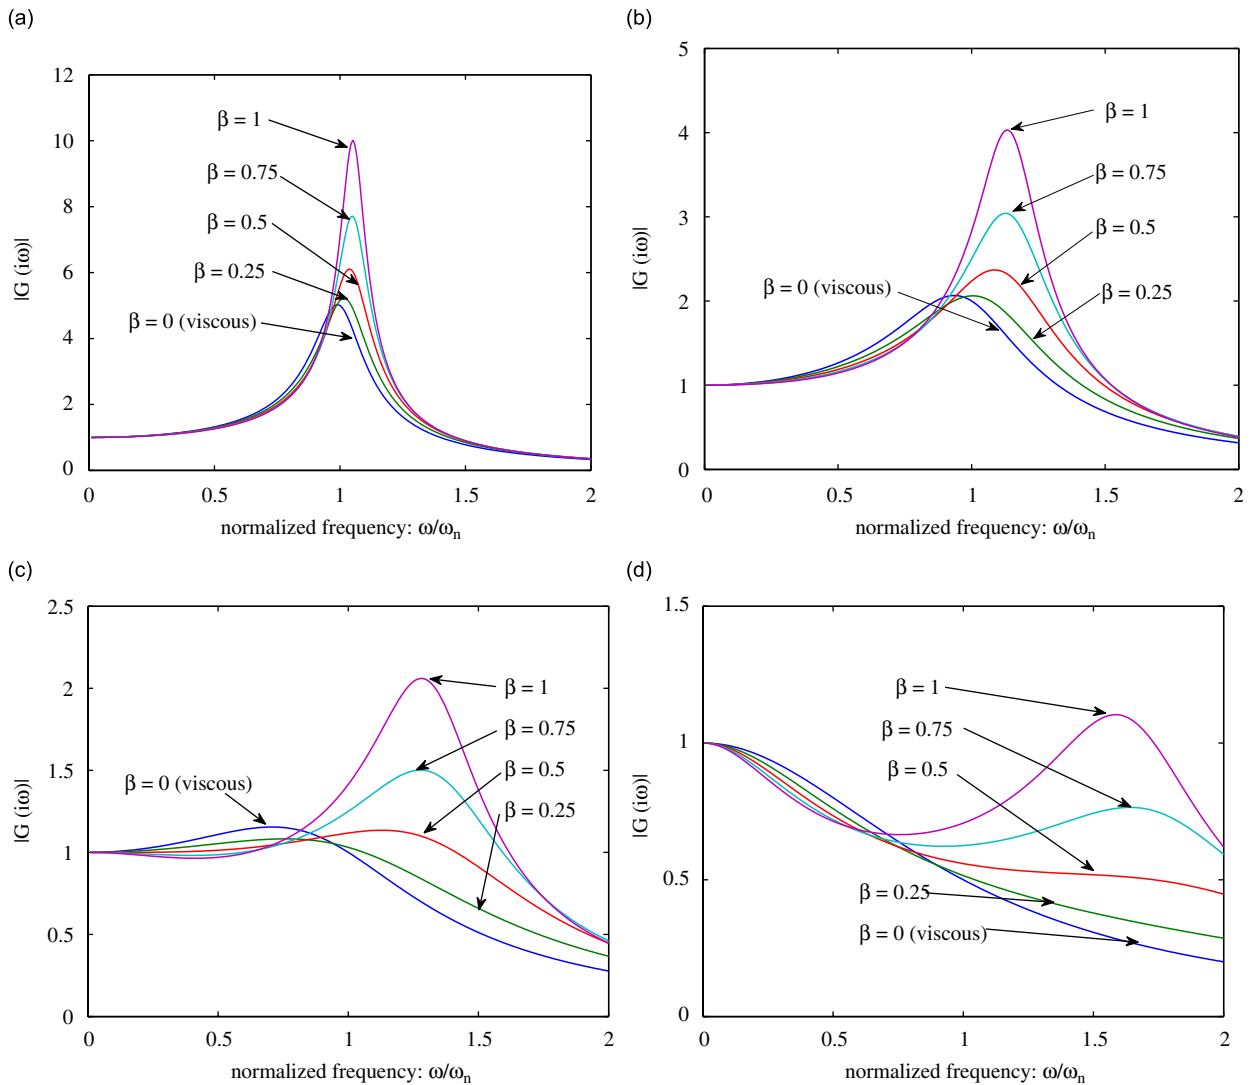 (a)
12
10
8
6
4
2
0
|G (iω)|
β = 1
β = 0.75
β = 0.5
β = 0.25
β = 0 (viscous)
0 0.5 1 1.5 2
normalized frequency: ω/ωn
(b)
5
4
3
2
1
0
|G (iω)|
β = 1
β = 0.75
β = 0.5
β = 0 (viscous)
β = 0.25
0 0.5 1 1.5 2
normalized frequency: ω/ωn
(c)
2.5
2
1.5
1
0.5
0
|G (iω)|
β = 1
β = 0.75
β = 0.5
β = 0 (viscous)
β = 0.25
0 0.5 1 1.5 2
normalized frequency: ω/ωn
(d)
1.5
1
0.5
0
|G (iω)|
β = 1
β = 0.75
β = 0.5
β = 0.25
β = 0 (viscous)
0 0.5 1 1.5 2
normalized frequency: ω/ωn